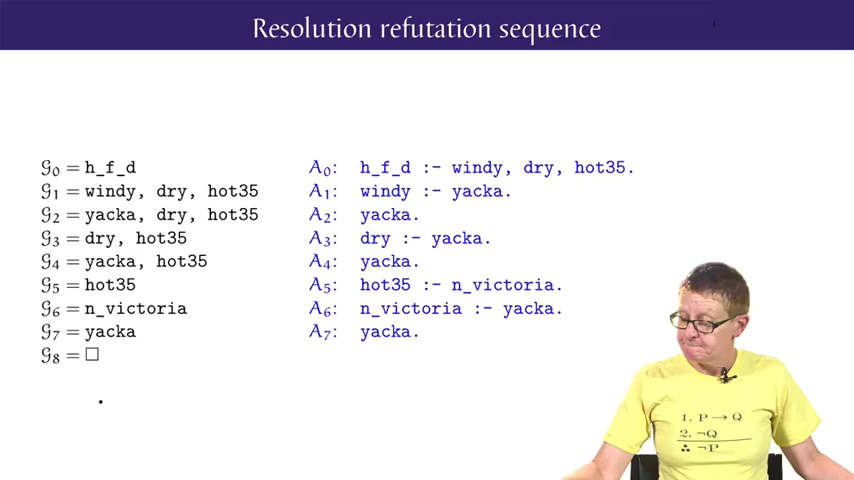 Resolution refutation sequence
𝒢₀ = h_f_d A₀: h_f_d :- windy, dry, hot35.
𝒢₁ = windy, dry, hot35 A₁: windy :- yacka.
𝒢₂ = yacka, dry, hot35 A₂: yacka.
𝒢₃ = dry, hot35 A₃: dry :- yacka.
𝒢₄ = yacka, hot35 A₄: yacka.
𝒢₅ = hot35 A₅: hot35 :- n_victoria.
𝒢₆ = n_victoria A₆: n_victoria :- yacka.
𝒢₇ = yacka A₇: yacka.
𝒢₈ = □
1. P → Q
2. ¬Q
∴ ¬P